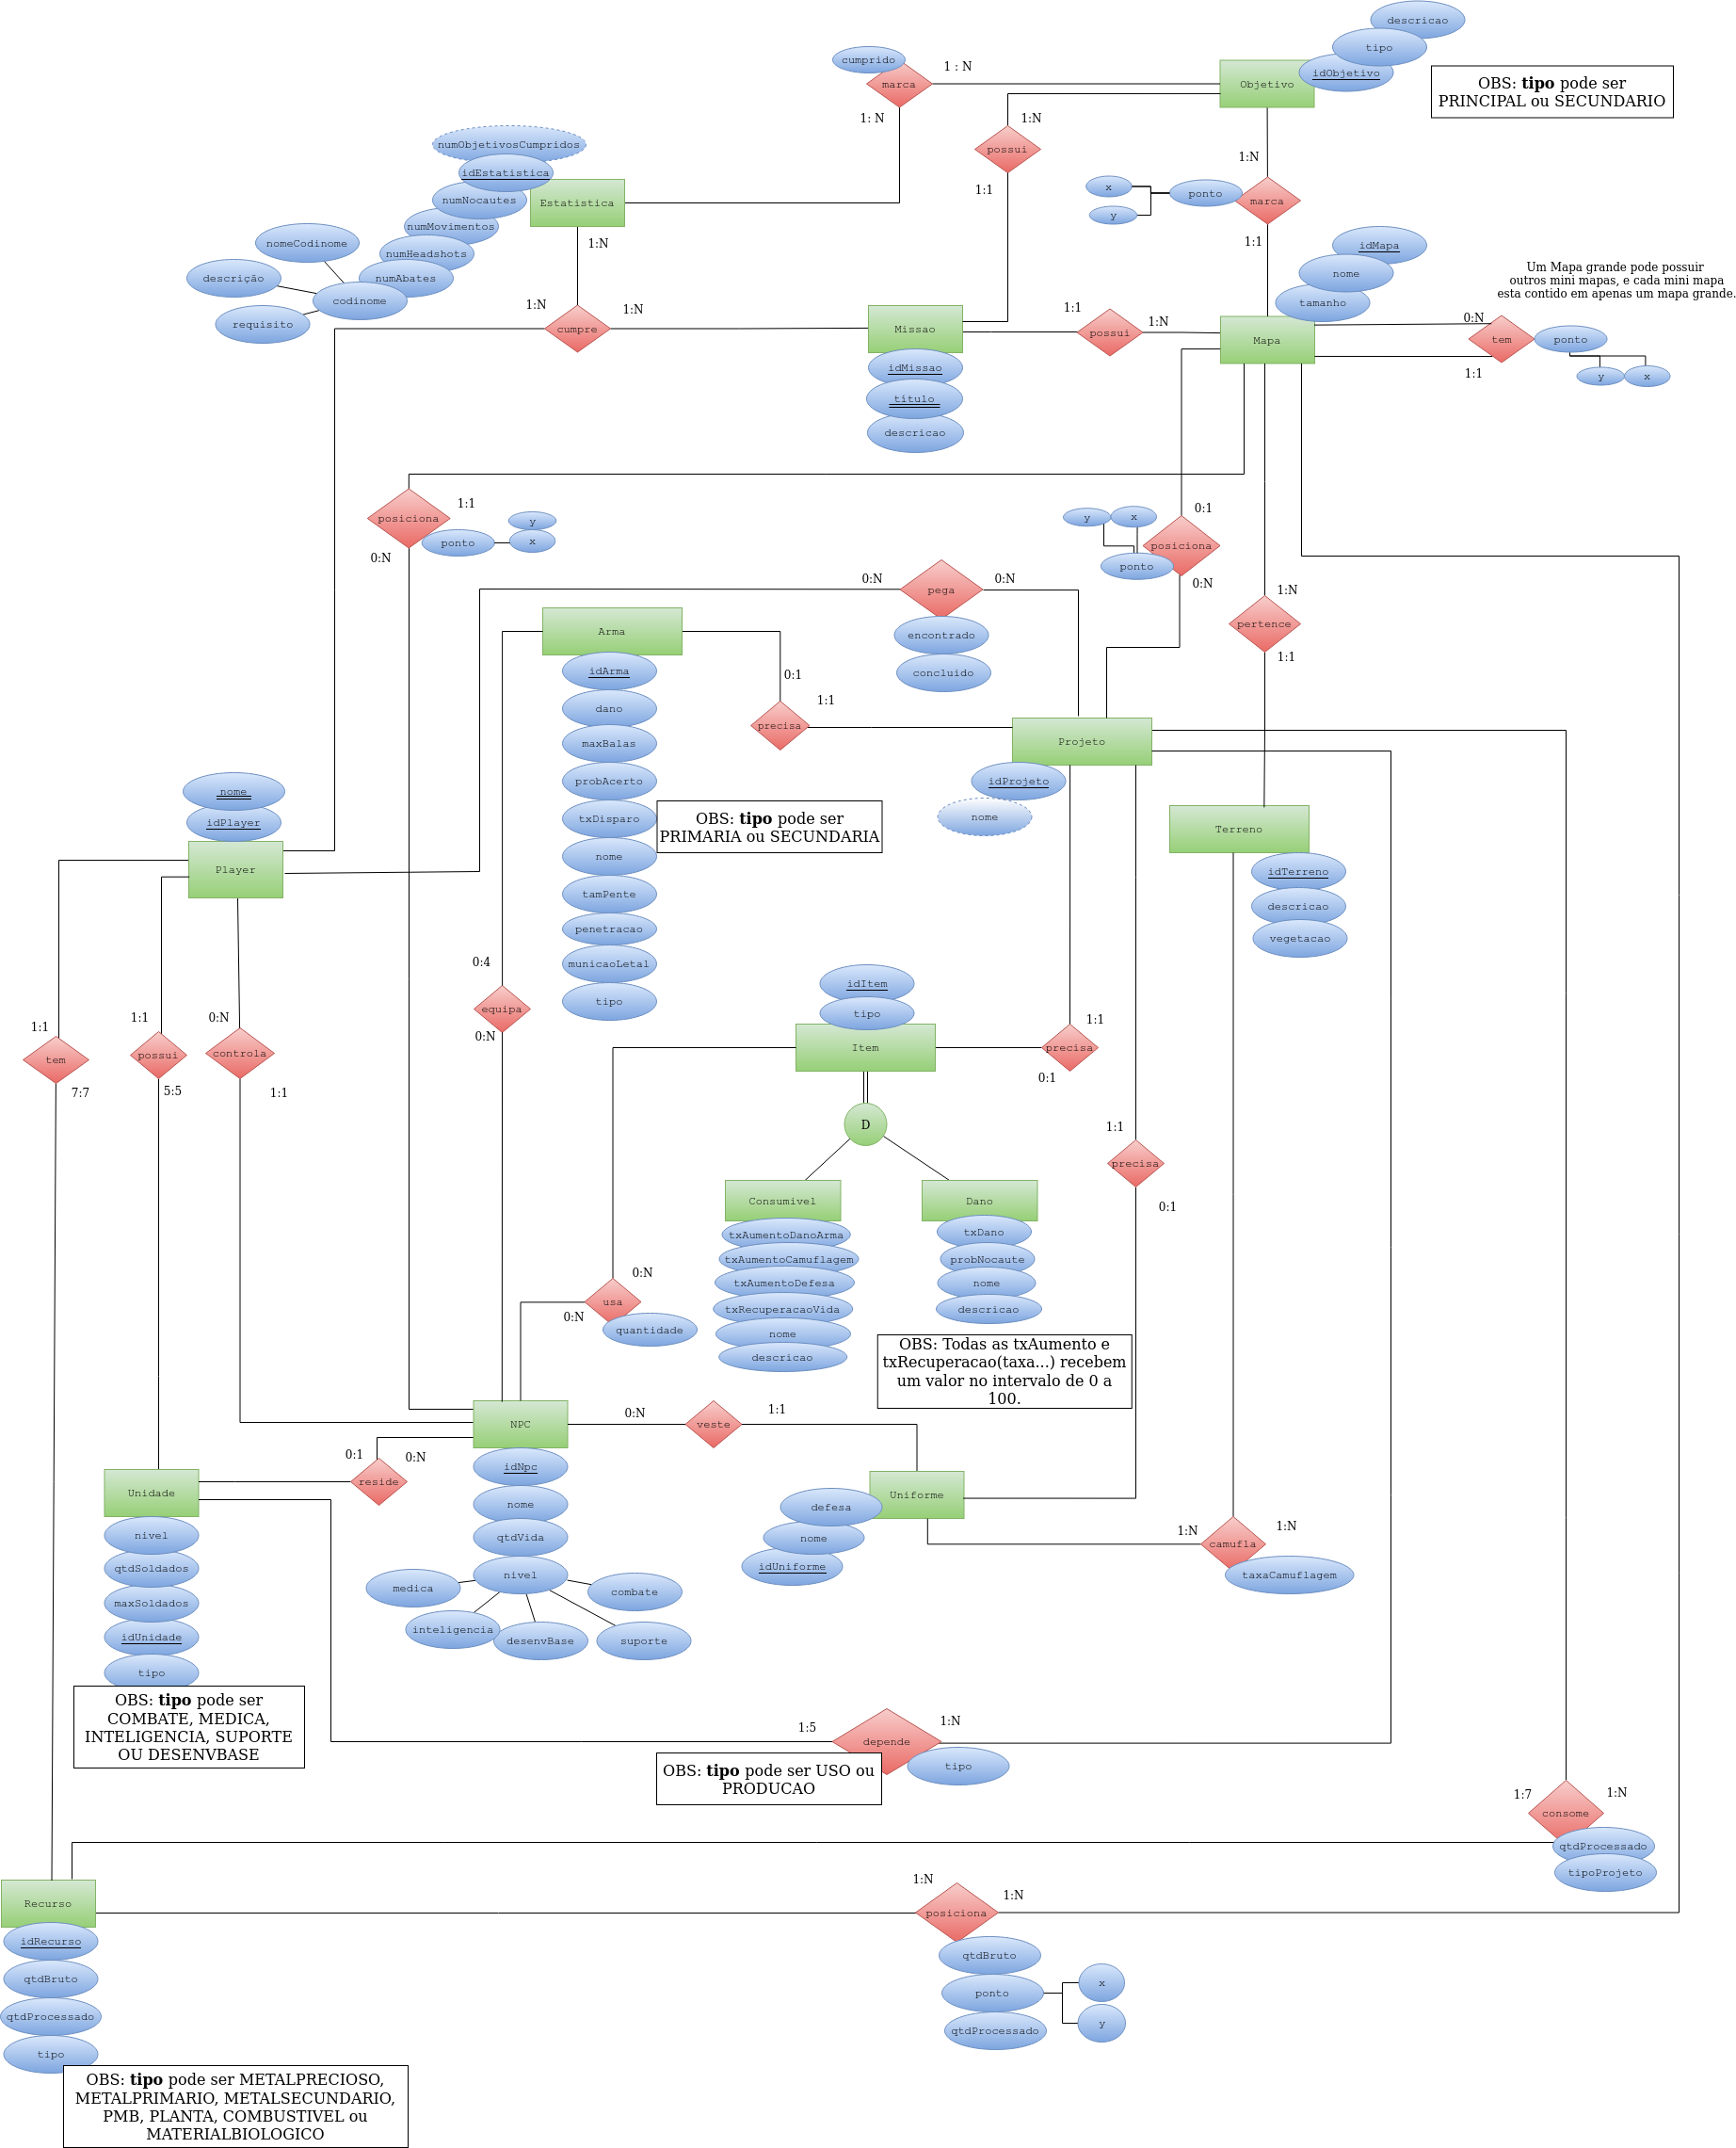 descricao
tipo
idObjetivo
Objetivo
OBS: tipo pode ser
PRINCIPAL ou SECUNDARIO
cumprido
marca
1 : N
1: N
possui
1:N
1:1
numObjetivosCumpridos
idEstatistica
Estatistica
numNocautes
numMovimentos
numHeadshots
numAbates
codinome
nomeCodinome
descrição
requisito
1:N
marca
1:N
1:1
ponto
x
y
idMapa
nome
tamanho
Mapa
Um Mapa grande pode possuir
outros mini mapas, e cada mini mapa
esta contido em apenas um mapa grande.
0:N
tem
1:1
ponto
y
x
1:N
cumpre
1:N
Missao
idMissao
título
descricao
1:1
possui
1:N
posiciona
1:1
0:N
ponto
y
x
y
x
0:1
posiciona
ponto
0:N
0:N
pega
0:N
encontrado
concluido
1:N
pertence
1:1
Arma
idArma
dano
maxBalas
probAcerto
txDisparo
nome
tamPente
penetracao
municaoLetal
tipo
0:1
precisa
1:1
OBS: tipo pode ser
PRIMARIA ou SECUNDARIA
Projeto
idProjeto
nome
Terreno
idTerreno
descricao
vegetacao
nome
idPlayer
Player
0:4
equipa
0:N
1:1
tem
7:7
1:1
possui
5:5
0:N
controla
1:1
idItem
tipo
Item
1:1
precisa
0:1
D
1:1
precisa
0:1
Consumivel
txAumentoDanoArma
txAumentoCamuflagem
txAumentoDefesa
txRecuperacaoVida
nome
descricao
Dano
txDano
probNocaute
nome
descricao
OBS: Todas as txAumento e
txRecuperacao(taxa...) recebem
um valor no intervalo de 0 a
100.
0:N
usa
0:N
quantidade
NPC
0:N
veste
1:1
0:1
reside
0:N
idNpc
nome
qtdVida
nivel
medica
inteligencia
desenvBase
suporte
combate
Uniforme
defesa
nome
idUniforme
1:N
camufla
1:N
taxaCamuflagem
Unidade
nivel
qtdSoldados
maxSoldados
idUnidade
tipo
OBS: tipo pode ser
COMBATE, MEDICA,
INTELIGENCIA, SUPORTE
OU DESENVBASE
1:5
depende
1:N
tipo
OBS: tipo pode ser USO ou
PRODUCAO
1:7
consome
1:N
qtdProcessado
tipoProjeto
Recurso
idRecurso
qtdBruto
qtdProcessado
tipo
1:N
posiciona
1:N
qtdBruto
ponto
qtdProcessado
x
y
OBS: tipo pode ser METALPRECIOSO,
METALPRIMARIO, METALSECUNDARIO,
PMB, PLANTA, COMBUSTIVEL ou
MATERIALBIOLOGICO